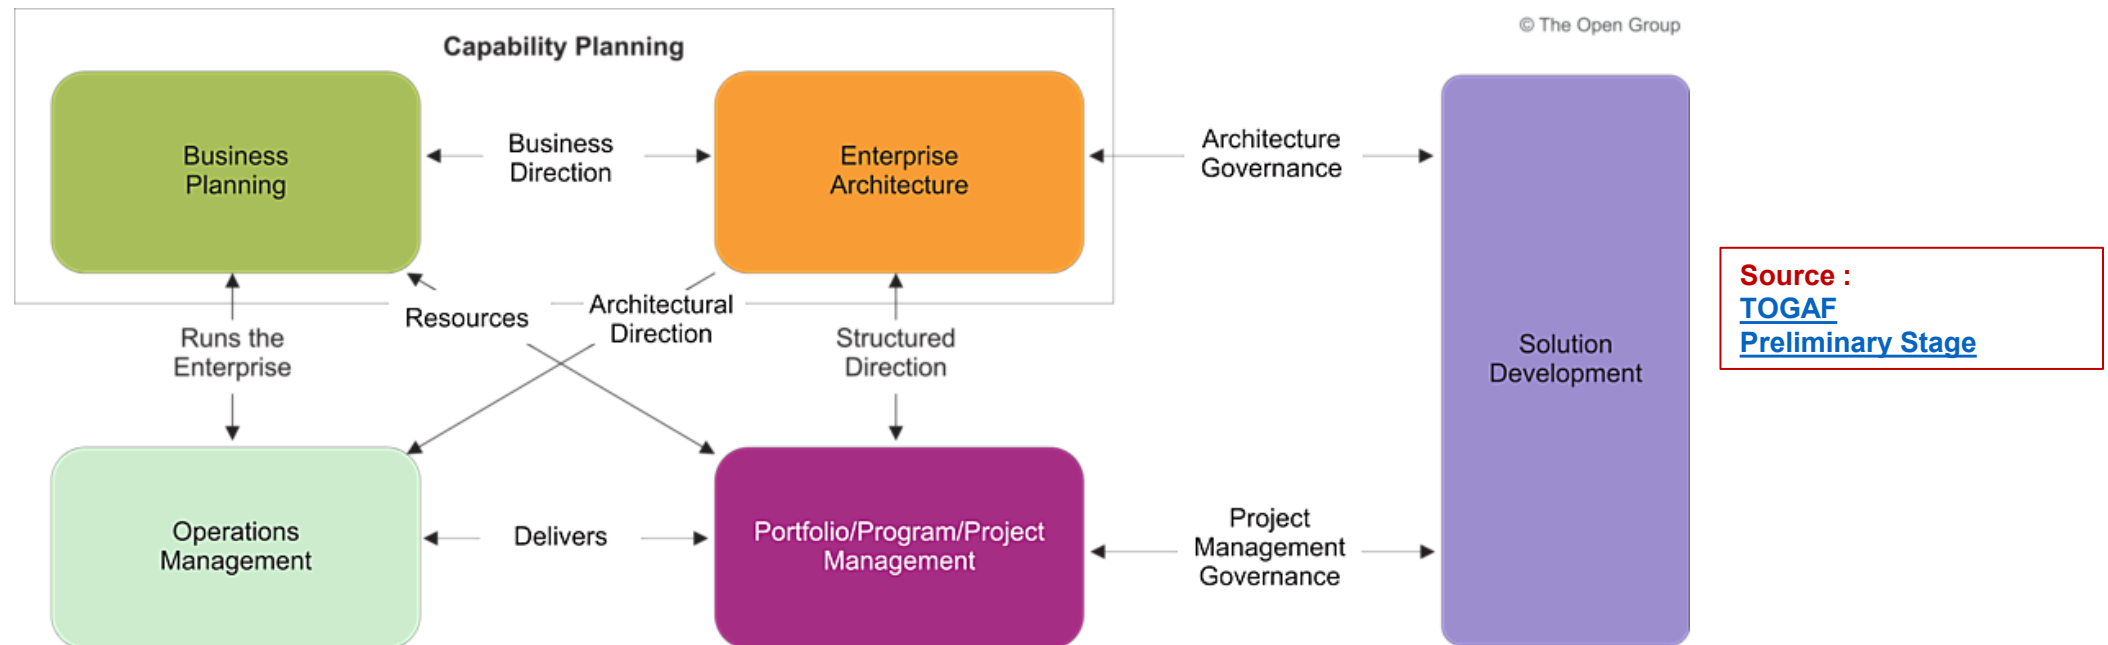 © The Open Group
Capability Planning
Business
Planning
Business
Direction
Enterprise
Architecture
Architecture
Governance
Source :
TOGAF
Preliminary Stage
Resources
Architectural
Direction
Runs the
Enterprise
Structured
Direction
Solution
Development
Operations
Management
Delivers
Portfolio/Program/Project
Management
Project
Management
Governance